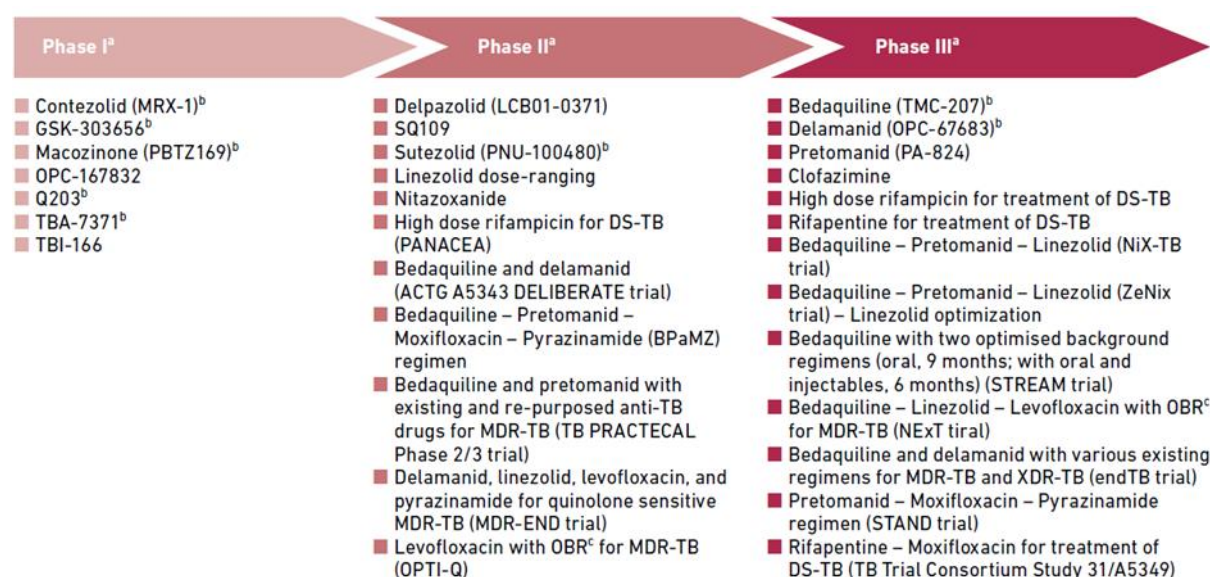 Phase Iª
Phase IIª
Phase IIIª
Contezolid (MRX-1)ᵇ
GSK-303656ᵇ
Macozinone (PBTZ169)ᵇ
OPC-167832
Q203ᵇ
TBA-7371ᵇ
TBI-166
Delpazolid (LCB01-0371)
SQ109
Sutezolid (PNU-100480)ᵇ
Linezolid dose-ranging
Nitazoxanide
High dose rifampicin for DS-TB
(PANACEA)
Bedaquiline and delamanid
(ACTG A5343 DELIBERATE trial)
Bedaquiline – Pretomanid –
Moxifloxacin – Pyrazinamide (BPaMZ)
regimen
Bedaquiline and pretomanid with
existing and re-purposed anti-TB
drugs for MDR-TB (TB PRACTECAL
Phase 2/3 trial)
Delamanid, linezolid, levofloxacin, and
pyrazinamide for quinolone sensitive
MDR-TB (MDR-END trial)
Levofloxacin with OBRᶜ for MDR-TB
(OPTI-Q)
Bedaquiline (TMC-207)ᵇ
Delamanid (OPC-67683)ᵇ
Pretomanid (PA-824)
Clofazimine
High dose rifampicin for treatment of DS-TB
Rifapentine for treatment of DS-TB
Bedaquiline – Pretomanid – Linezolid (NiX-TB
trial)
Bedaquiline – Pretomanid – Linezolid (ZeNix
trial) – Linezolid optimization
Bedaquiline with two optimised background
regimens (oral, 9 months; with oral and
injectables, 6 months) (STREAM trial)
Bedaquiline – Linezolid – Levofloxacin with OBRᶜ
for MDR-TB (NExT tiral)
Bedaquiline and delamanid with various existing
regimens for MDR-TB and XDR-TB (endTB trial)
Pretomanid – Moxifloxacin – Pyrazinamide
regimen (STAND trial)
Rifapentine – Moxifloxacin for treatment of
DS-TB (TB Trial Consortium Study 31/A5349)